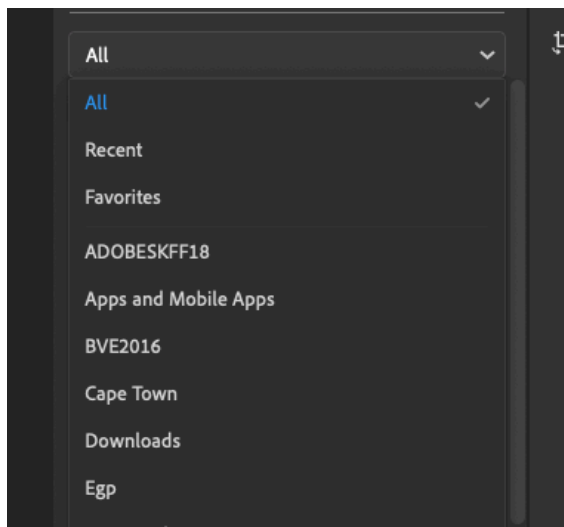 All
All
Recent
Favorites
ADOBESKFF18
Apps and Mobile Apps
BVE2016
Cape Town
Downloads
Egp